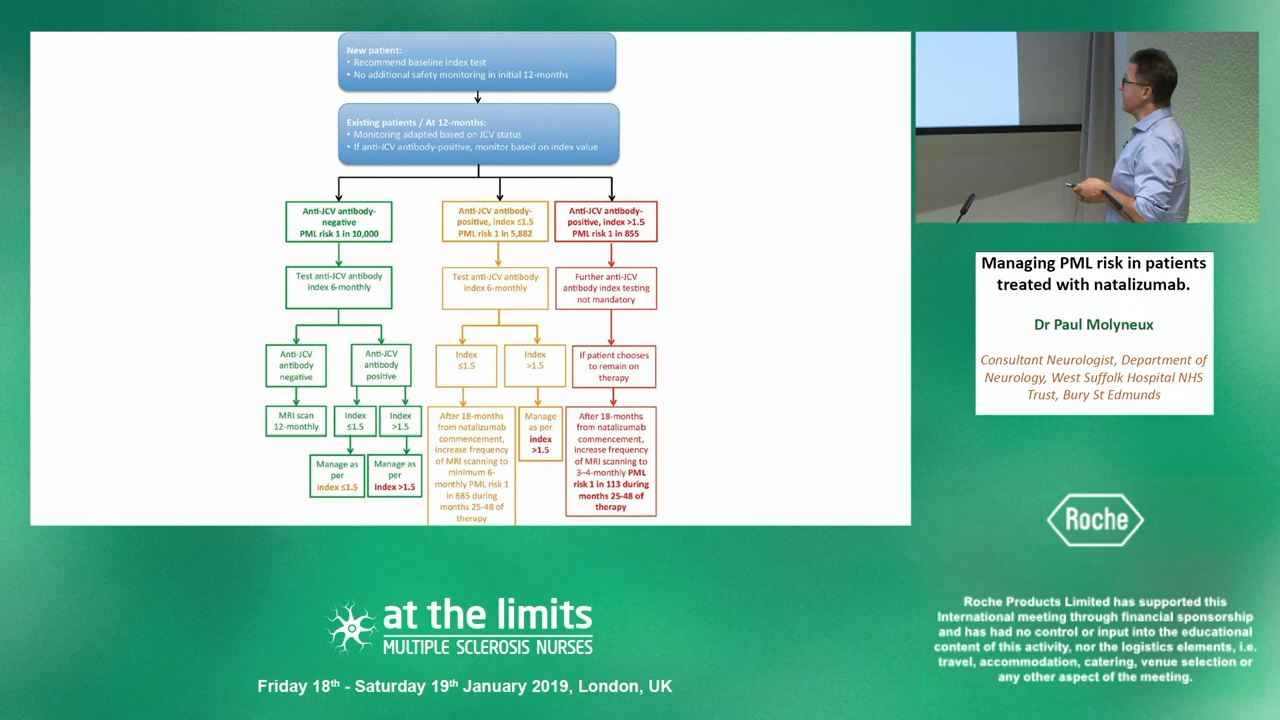 New patient:
• Recommend baseline index test
• No additional safety monitoring in initial 12-months
Existing patients / At 12-months:
• Monitoring adapted based on JCV status
• If anti-JCV antibody-positive, monitor based on index value
Anti-JCV antibody-
negative
PML risk 1 in 10,000
Anti-JCV antibody-
positive, index ≤1.5
PML risk 1 in 5,882
Anti-JCV antibody-
positive, index >1.5
PML risk 1 in 855
Test anti-JCV antibody
index 6-monthly
Test anti-JCV antibody
index 6-monthly
Further anti-JCV
antibody index testing
not mandatory
Anti-JCV
antibody
negative
Anti-JCV
antibody
positive
Index
≤1.5
Index
>1.5
If patient chooses
to remain on
therapy
MRI scan
12-monthly
Index
≤1.5
Index
>1.5
Manage as
per
index ≤1.5
Manage as
per
index >1.5
After 18-months
from natalizumab
commencement,
increase frequency
of MRI scanning to
minimum 6-
monthly PML risk 1
in 885 during
months 25-48 of
therapy
Manage
as per
index
>1.5
After 18-months
from natalizumab
commencement,
increase frequency
of MRI scanning to
3–4-monthly PML
risk 1 in 113 during
months 25-48 of
therapy
Managing PML risk in patients
treated with natalizumab.
Dr Paul Molyneux
Consultant Neurologist, Department of
Neurology, West Suffolk Hospital NHS
Trust, Bury St Edmunds
Roche
Roche Products Limited has supported this
International meeting through financial sponsorship
and has had no control or input into the educational
content of this activity, nor the logistics elements, i.e.
travel, accommodation, catering, venue selection or
any other aspect of the meeting.
at the limits
MULTIPLE SCLEROSIS NURSES
Friday 18th - Saturday 19th January 2019, London, UK